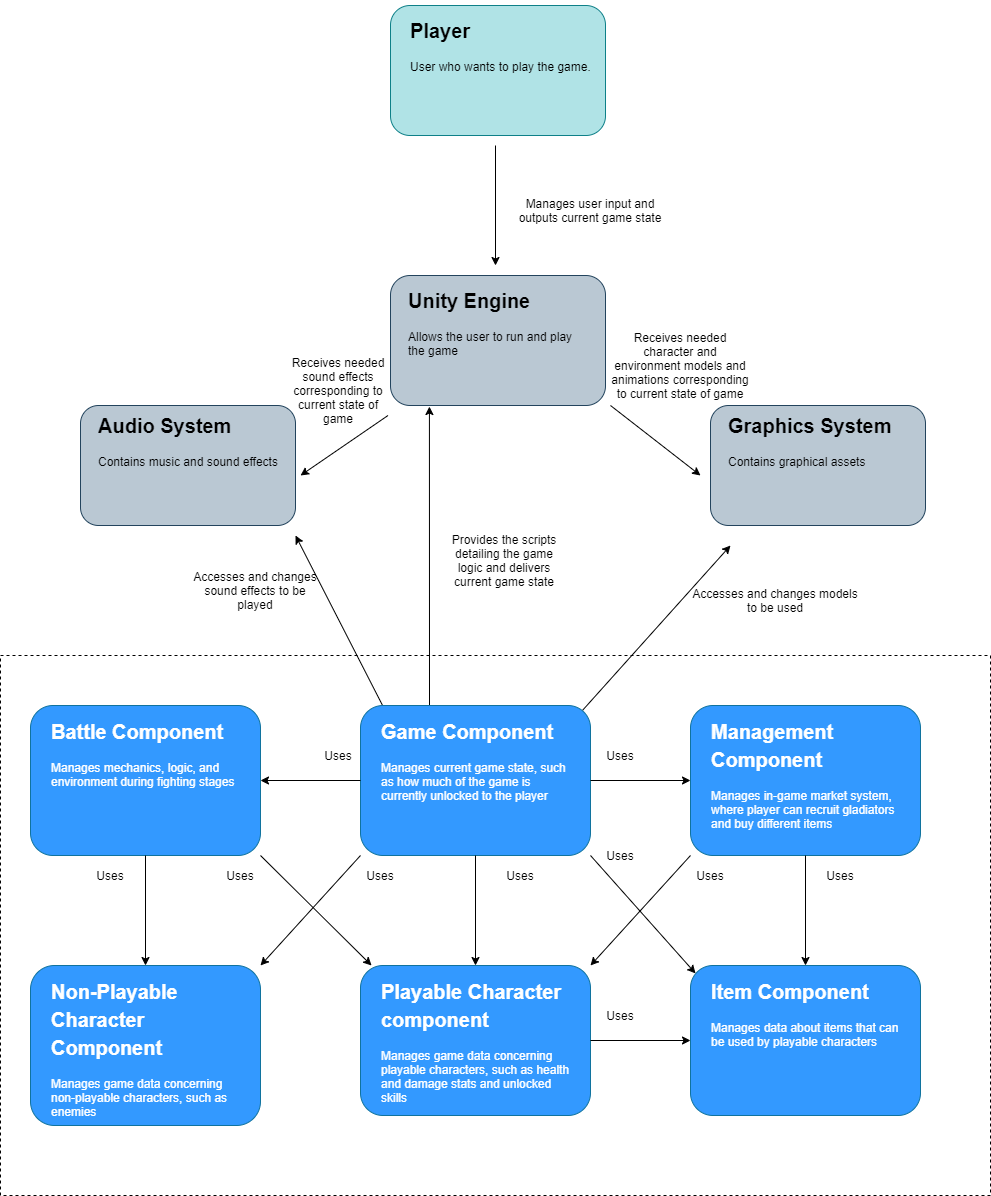 Player
User who wants to play the game.
Manages user input and
outputs current game state
Unity Engine
Allows the user to run and play
the game
Receives needed
sound effects
corresponding to
current state of
game
Receives needed
character and
environment models and
animations corresponding
to current state of game
Audio System
Contains music and sound effects
Graphics System
Contains graphical assets
Provides the scripts
detailing the game
logic and delivers
current game state
Accesses and changes
sound effects to be
played
Accesses and changes models
to be used
Battle Component
Manages mechanics, logic, and
environment during fighting stages
Uses
Game Component
Manages current game state, such
as how much of the game is
currently unlocked to the player
Uses
Management
Component
Manages in-game market system,
where player can recruit gladiators
and buy different items
Uses
Uses
Uses
Uses
Uses
Uses
Uses
Non-Playable
Character
Component
Manages game data concerning
non-playable characters, such as
enemies
Playable Character
component
Manages game data concerning
playable characters, such as health
and damage stats and unlocked
skills
Uses
Item Component
Manages data about items that can
be used by playable characters